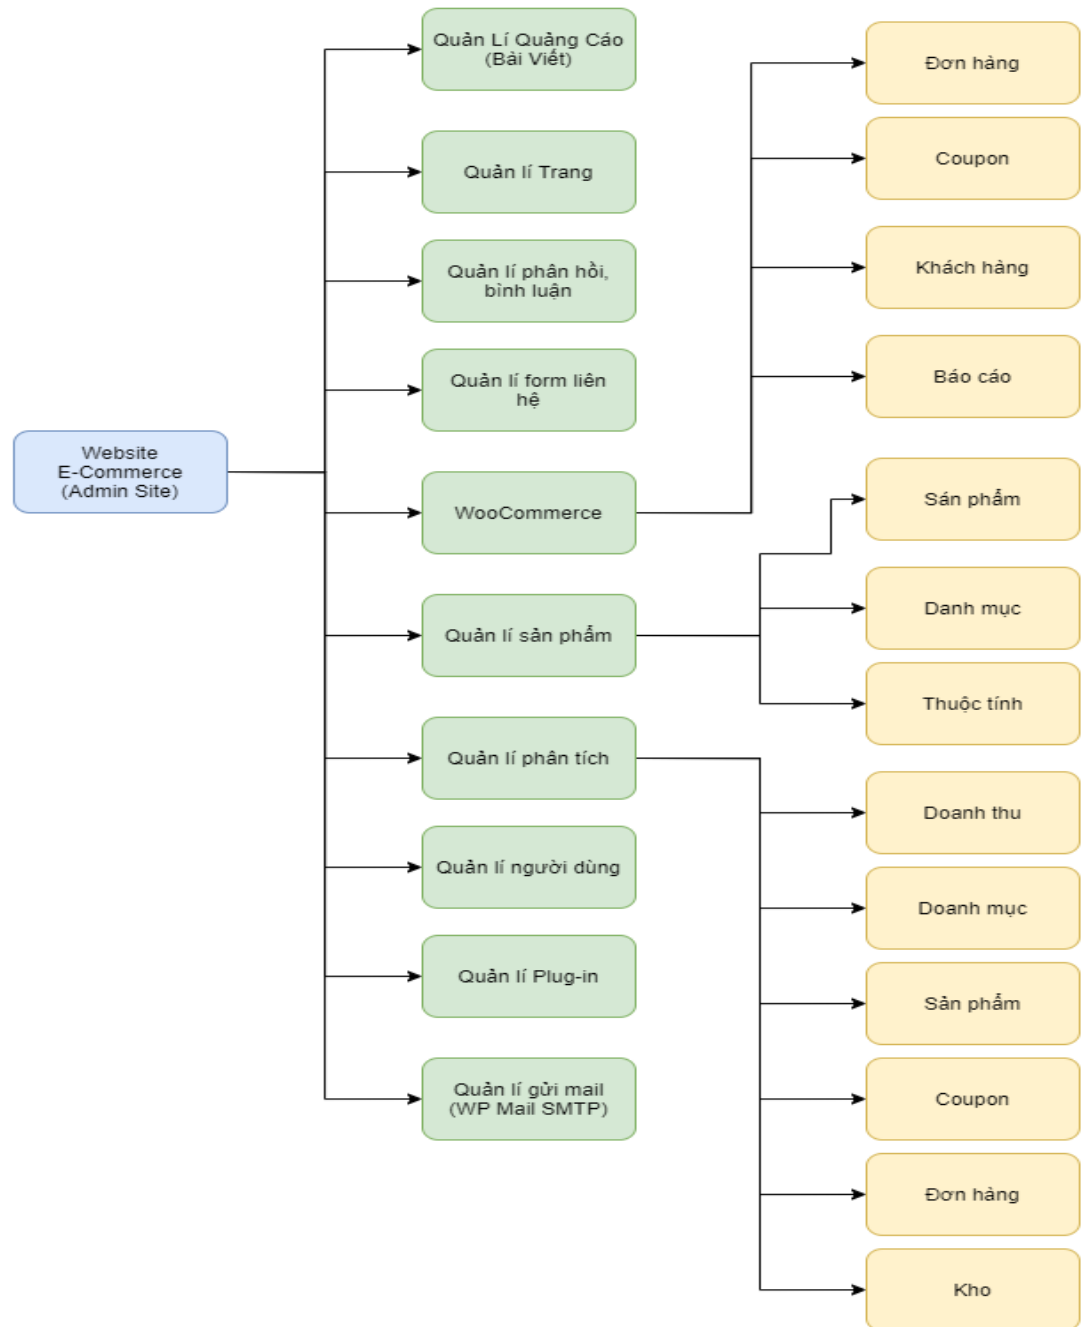 Website
E-Commerce
(Admin Site)
Quản Lí Quảng Cáo
(Bài Viết)
Quản lí Trang
Quản lí phản hồi,
bình luận
Quản lí form liên
hệ
WooCommerce
Quản lí sản phẩm
Quản lí phân tích
Quản lí người dùng
Quản lí Plug-in
Quản lí gửi mail
(WP Mail SMTP)
Đơn hàng
Coupon
Khách hàng
Báo cáo
Sán phẩm
Danh mục
Thuộc tính
Doanh thu
Doanh mục
Sản phẩm
Coupon
Đơn hàng
Kho